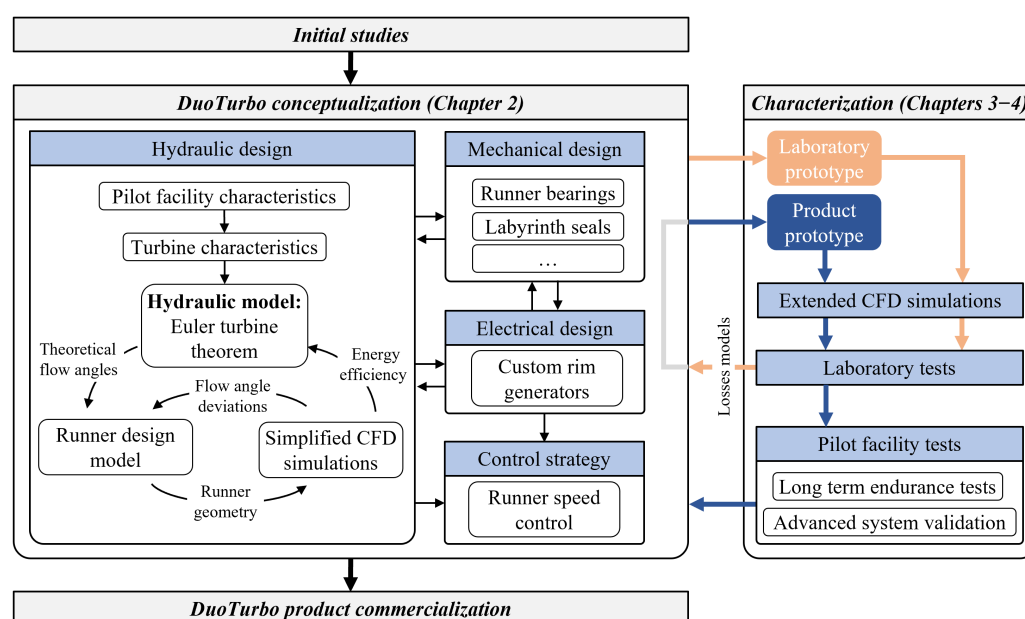 Initial studies
DuoTurbo conceptualization (Chapter 2)
Hydraulic design
Pilot facility characteristics
Turbine characteristics
Hydraulic model:
Euler turbine
theorem
Theoretical
flow angles
Energy
efficiency
Flow angle
deviations
Runner design
model
Simplified CFD
simulations
Runner
geometry
Mechanical design
Runner bearings
Labyrinth seals
…
Electrical design
Custom rim
generators
Control strategy
Runner speed
control
Losses models
Characterization (Chapters 3−4)
Laboratory
prototype
Product
prototype
Extended CFD simulations
Laboratory tests
Pilot facility tests
Long term endurance tests
Advanced system validation
DuoTurbo product commercialization